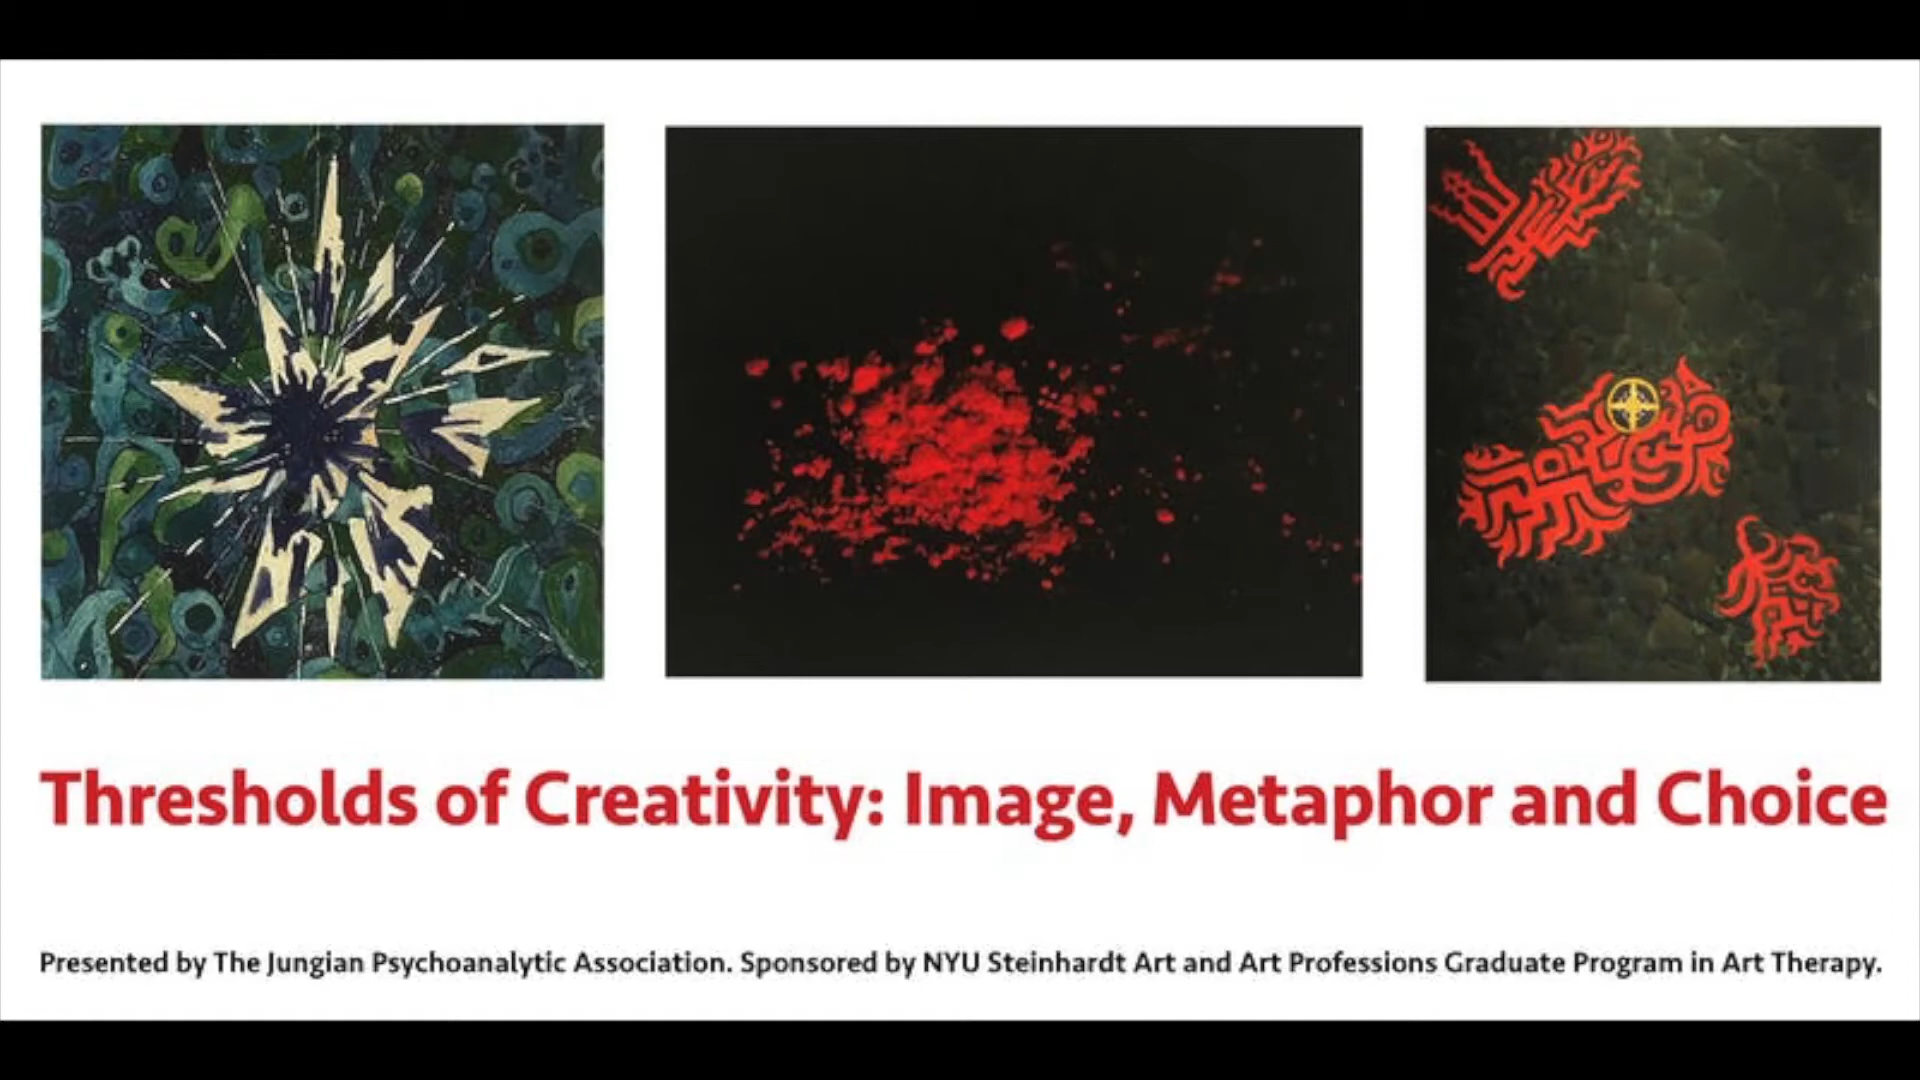 Thresholds of Creativity: Image, Metaphor and Choice
Presented by The Jungian Psychoanalytic Association. Sponsored by NYU Steinhardt Art and Art Professions Graduate Program in Art Therapy.